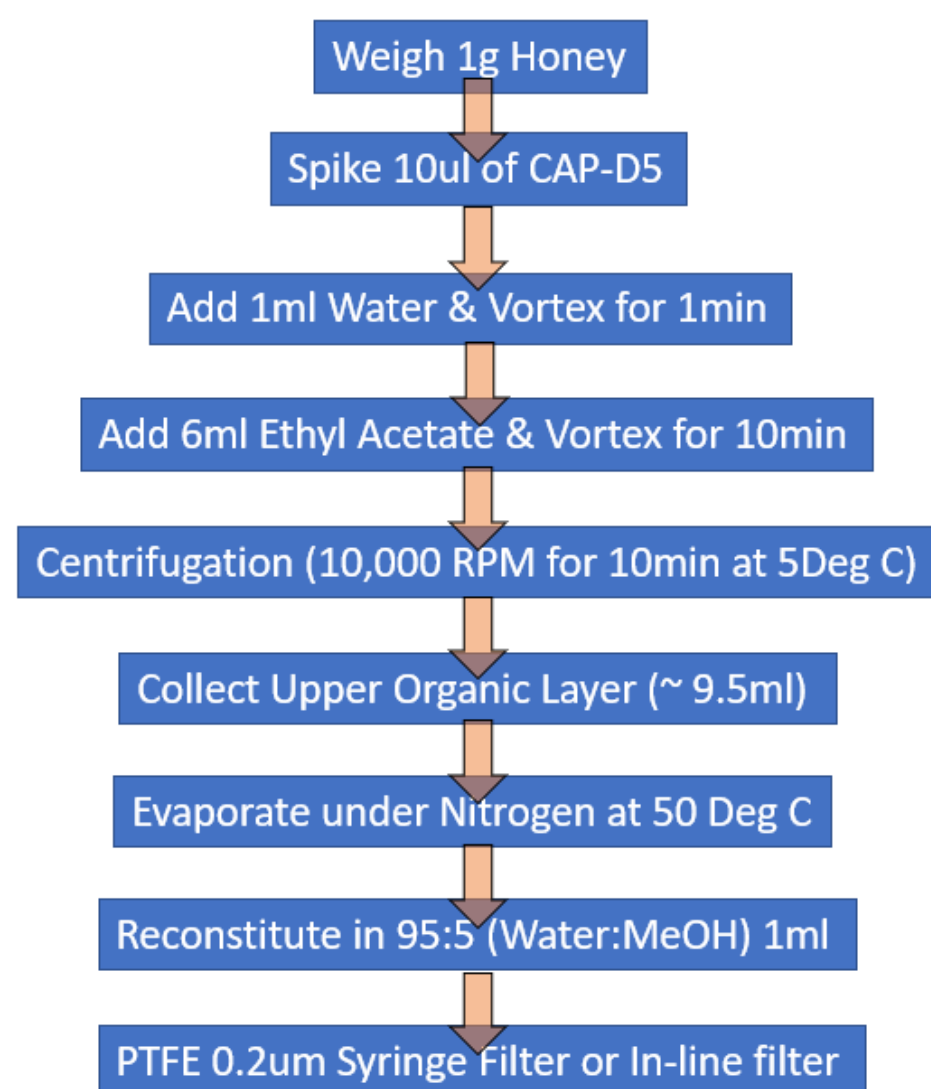 Weigh 1g Honey
Spike 10ul of CAP-D5
Add 1ml Water & Vortex for 1min
Add 6ml Ethyl Acetate & Vortex for 10min
Centrifugation (10,000 RPM for 10min at 5Deg C)
Collect Upper Organic Layer (~ 9.5ml)
Evaporate under Nitrogen at 50 Deg C
Reconstitute in 95:5 (Water:MeOH) 1ml
PTFE 0.2um Syringe Filter or In-line filter